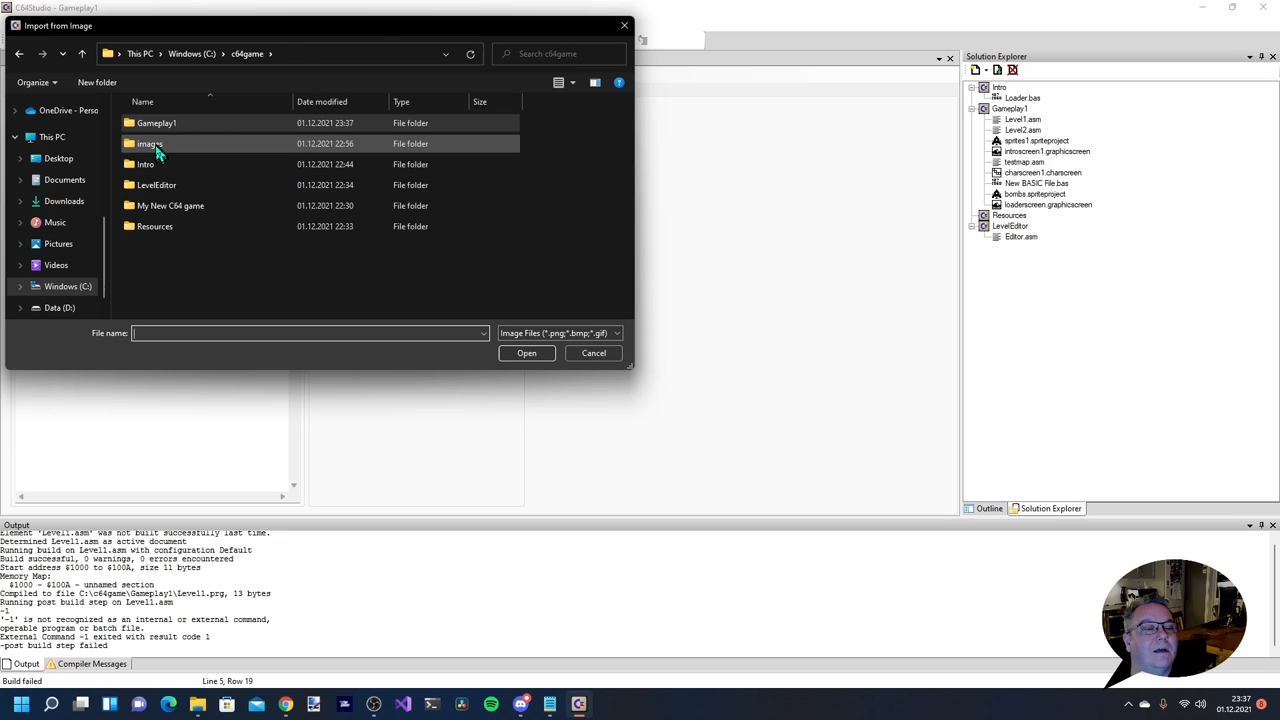 C64Studio - Gameplay1
Import from Image
This PC > Windows (C:) > c64game >
Search c64game
Organize
New folder
Name
Date modified
Type
Size
OneDrive - Perso
This PC
Desktop
Documents
Downloads
Music
Pictures
Videos
Windows (C:)
Data (D:)
Gameplay1 01.12.2021 23:37 File folder
images 01.12.2021 22:56 File folder
Intro 01.12.2021 22:44 File folder
LevelEditor 01.12.2021 22:34 File folder
My New C64 game 01.12.2021 22:30 File folder
Resources 01.12.2021 22:33 File folder
File name:
Image Files (*.png;*.bmp;*.gif)
Open
Cancel
Solution Explorer
Intro
Loader.bas
Gameplay1
Level1.asm
Level2.asm
sprites1.spriteproject
introscreen1.graphicscreen
testmap.asm
charscreen1.charscreen
New BASIC File.bas
bombs.spriteproject
loaderscreen.graphicscreen
Resources
LevelEditor
Editor.asm
Outline
Solution Explorer
Output
Element 'Level1.asm' was not built successfully last time.
Determined Level1.asm as active document
Running build on Level1.asm with configuration Default
Build successful, 0 warnings, 0 errors encountered
Start address $1000 to $100A, size 11 bytes
Memory Map:
$1000 - $100A - unnamed section
Compiled to file C:\c64game\Gameplay1\Level1.prg, 13 bytes
Running post build step on Level1.asm
-1
'-1' is not recognized as an internal or external command,
operable program or batch file.
External Command -1 exited with result code 1
-post build step failed
Output
Compiler Messages
Build failed
Line 5, Row 19
23:37
01.12.2021